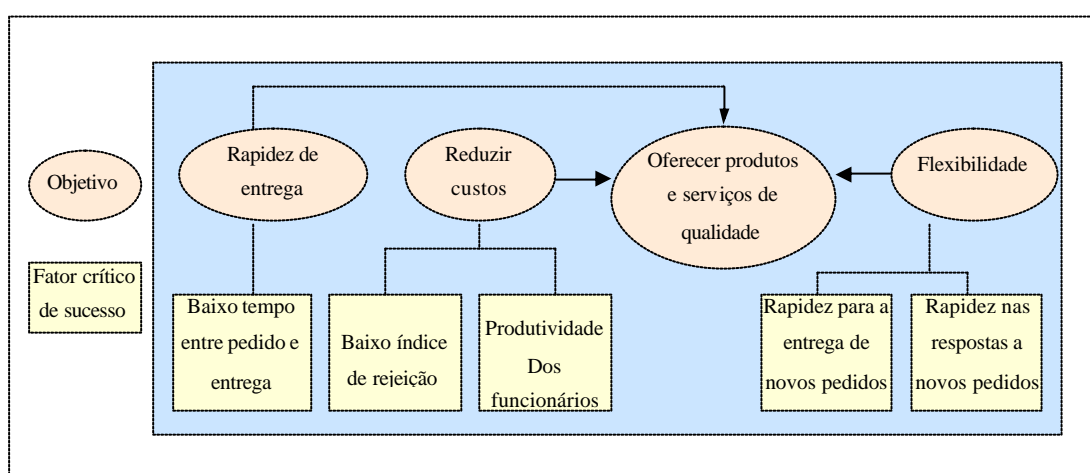 Objetivo
Fator crítico
de sucesso
Rapidez de
entrega
Reduzir
custos
Oferecer produtos
e serviços de
qualidade
Flexibilidade
Baixo tempo
entre pedido e
entrega
Baixo índice
de rejeição
Produtividade
Dos
funcionários
Rapidez para a
entrega de
novos pedidos
Rapidez nas
respostas a
novos pedidos